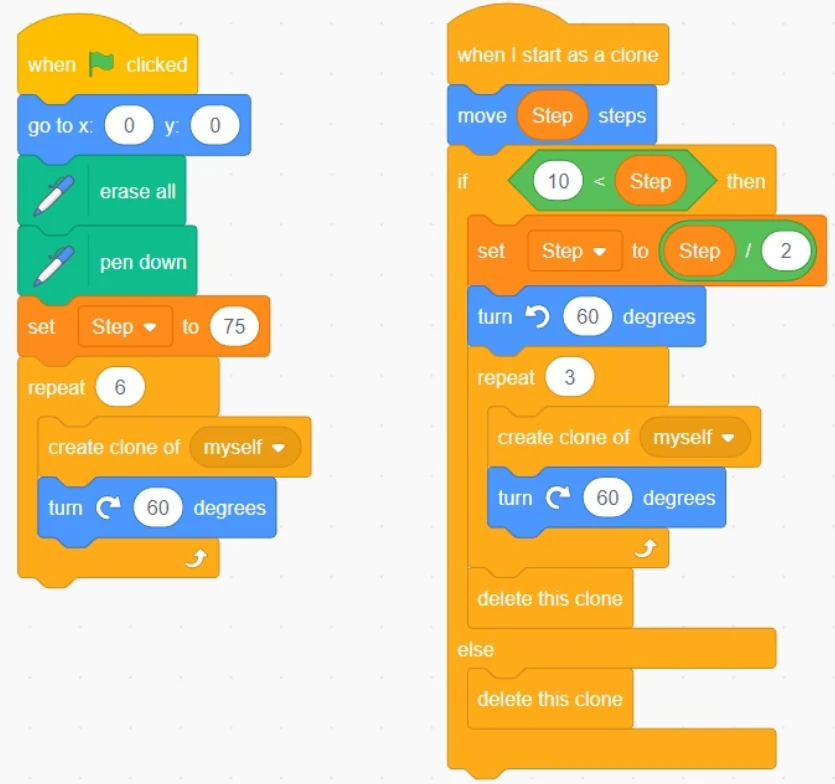 when clicked
go to x: 0 y: 0
erase all
pen down
set Step to 75
repeat 6
create clone of myself
turn 60 degrees
when I start as a clone
move Step steps
if 10 < Step then
set Step to Step / 2
turn 60 degrees
repeat 3
create clone of myself
turn 60 degrees
delete this clone
else
delete this clone